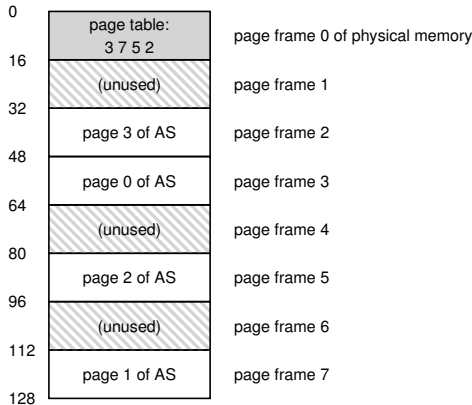 0
page table:
3 7 5 2
page frame 0 of physical memory
16
(unused)
page frame 1
32
page 3 of AS
page frame 2
48
page 0 of AS
page frame 3
64
(unused)
page frame 4
80
page 2 of AS
page frame 5
96
(unused)
page frame 6
112
page 1 of AS
page frame 7
128